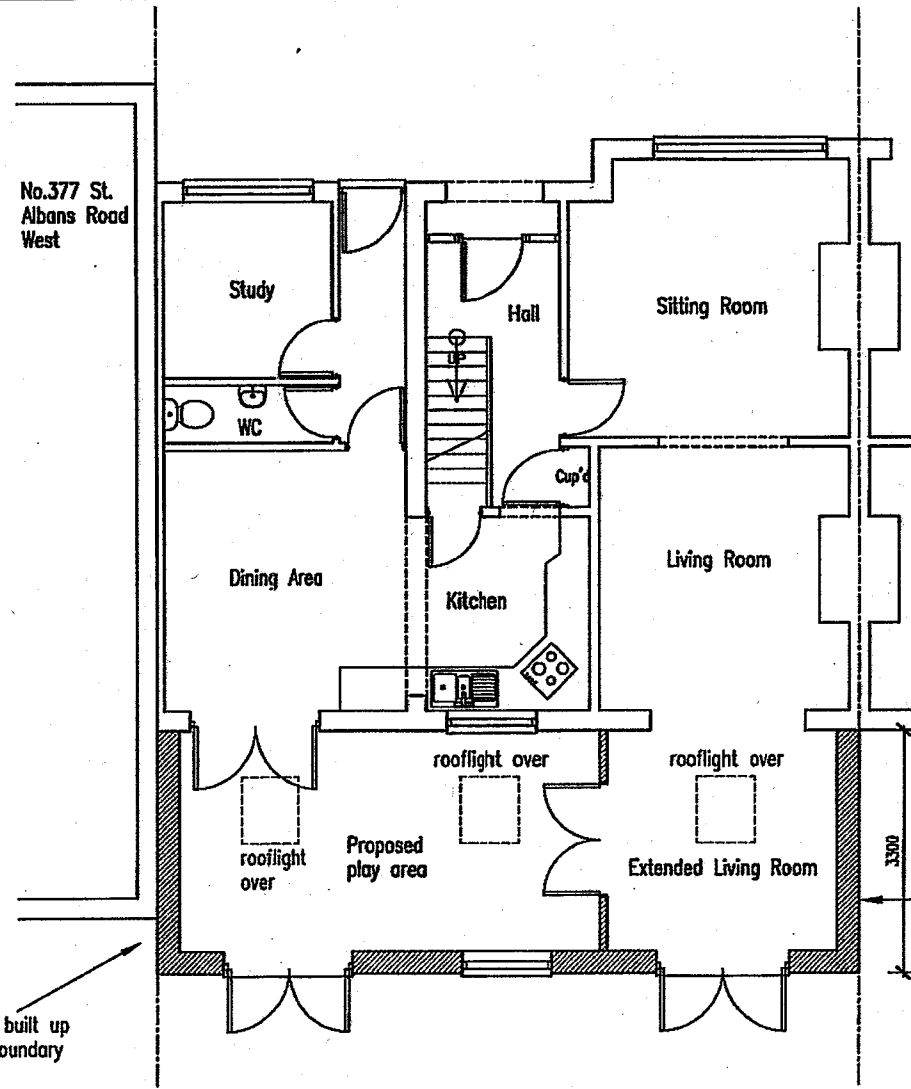 No.377 St.
Albans Road
West
Study
Hall
Sitting Room
UP
WC
Cup'd
Dining Area
Living Room
Kitchen
rooflight over
rooflight over
rooflight
over
Proposed
play area
Extended Living Room
3300
built up
oundary